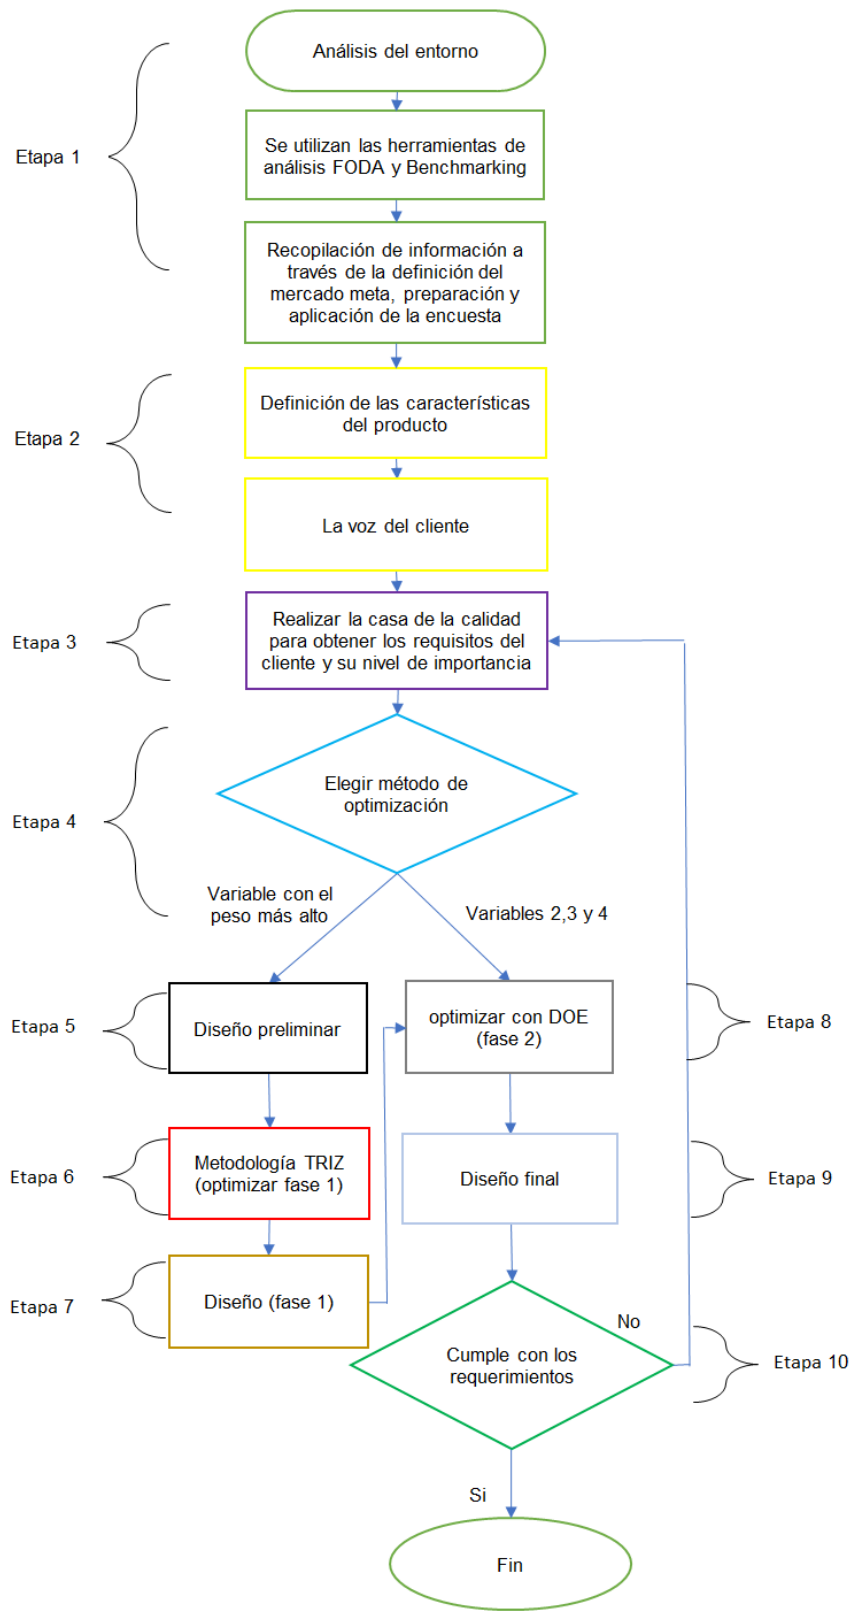 Análisis del entorno
Etapa 1
Se utilizan las herramientas de
análisis FODA y Benchmarking
Recopilación de información a
través de la definición del
mercado meta, preparación y
aplicación de la encuesta
Etapa 2
Definición de las características
del producto
La voz del cliente
Etapa 3
Realizar la casa de la calidad
para obtener los requisitos del
cliente y su nivel de importancia
Etapa 4
Elegir método de
optimización
Variable con el
peso más alto
Variables 2,3 y 4
Etapa 5
Diseño preliminar
optimizar con DOE
(fase 2)
Etapa 8
Etapa 6
Metodología TRIZ
(optimizar fase 1)
Diseño final
Etapa 9
Etapa 7
Diseño (fase 1)
No
Cumple con los
requerimientos
Etapa 10
Si
Fin